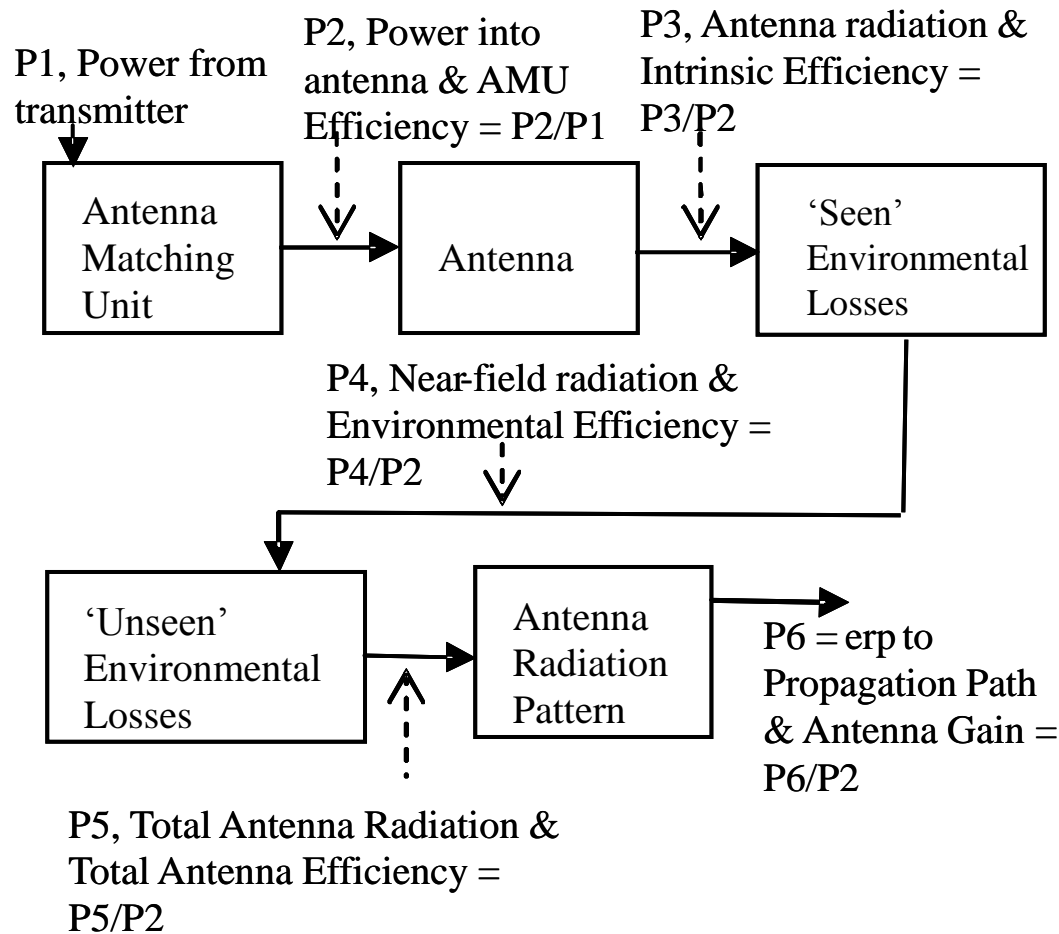 P1, Power from
transmitter
P2, Power into
antenna & AMU
Efficiency = P2/P1
P3, Antenna radiation &
Intrinsic Efficiency =
P3/P2
Antenna
Matching
Unit
Antenna
‘Seen’
Environmental
Losses
P4, Near-field radiation &
Environmental Efficiency =
P4/P2
‘Unseen’
Environmental
Losses
Antenna
Radiation
Pattern
P6 = erp to
Propagation Path
& Antenna Gain =
P6/P2
P5, Total Antenna Radiation &
Total Antenna Efficiency =
P5/P2